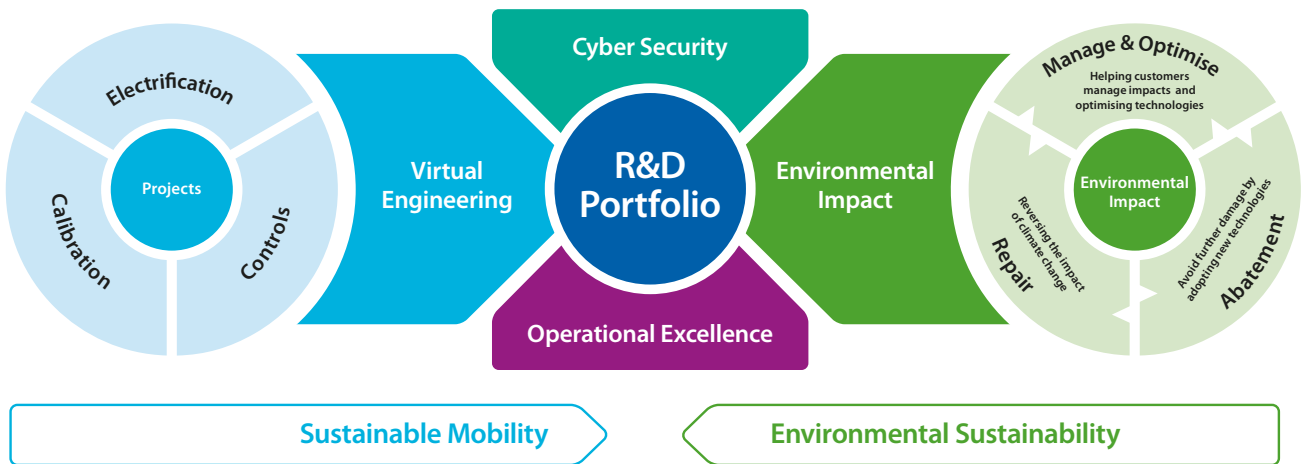 Electrification
Calibration
Controls
Projects
Virtual
Engineering
Cyber Security
R&D
Portfolio
Operational Excellence
Environmental
Impact
Manage & Optimise
Helping customers
manage impacts and
optimising technologies
Environmental
Impact
Reversing the impact
of climate change
Repair
Avoid further damage by
adopting new technologies
Abatement
Sustainable Mobility
Environmental Sustainability